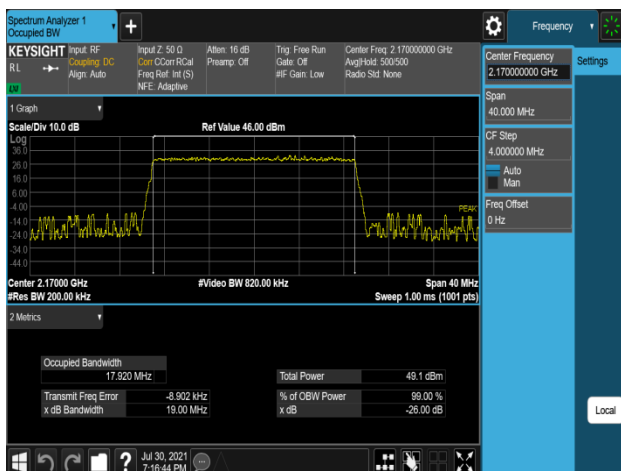 Spectrum Analyzer 1
Occupied BW
Frequency
KEYSIGHT
Input: RF
Input Z: 50 Ω
Atten: 16 dB
Trig: Free Run
Center Freq: 2.170000000 GHz
RL
Coupling: DC
Corr CCorr RCal
Preamp: Off
Gate: Off
Avg|Hold: 500/500
Align: Auto
Freq Ref: Int (S)
#IF Gain: Low
Radio Std: None
NFE: Adaptive
Center Frequency
2.170000000 GHz
Settings
Span
40.000 MHz
CF Step
4.000000 MHz
Auto
Man
Freq Offset
0 Hz
Local
1 Graph
Scale/Div 10.0 dB
Ref Value 46.00 dBm
Log
36.0
26.0
16.0
6.00
-4.00
PEAK
-14.0
-24.0
-34.0
-44.0
Center 2.17000 GHz
#Video BW 820.00 kHz
Span 40 MHz
#Res BW 200.00 kHz
Sweep 1.00 ms (1001 pts)
2 Metrics
Occupied Bandwidth
17.920 MHz
Total Power
49.1 dBm
Transmit Freq Error
-8.902 kHz
% of OBW Power
99.00 %
x dB Bandwidth
19.00 MHz
x dB
-26.00 dB
?
Jul 30, 2021
7:16:44 PM